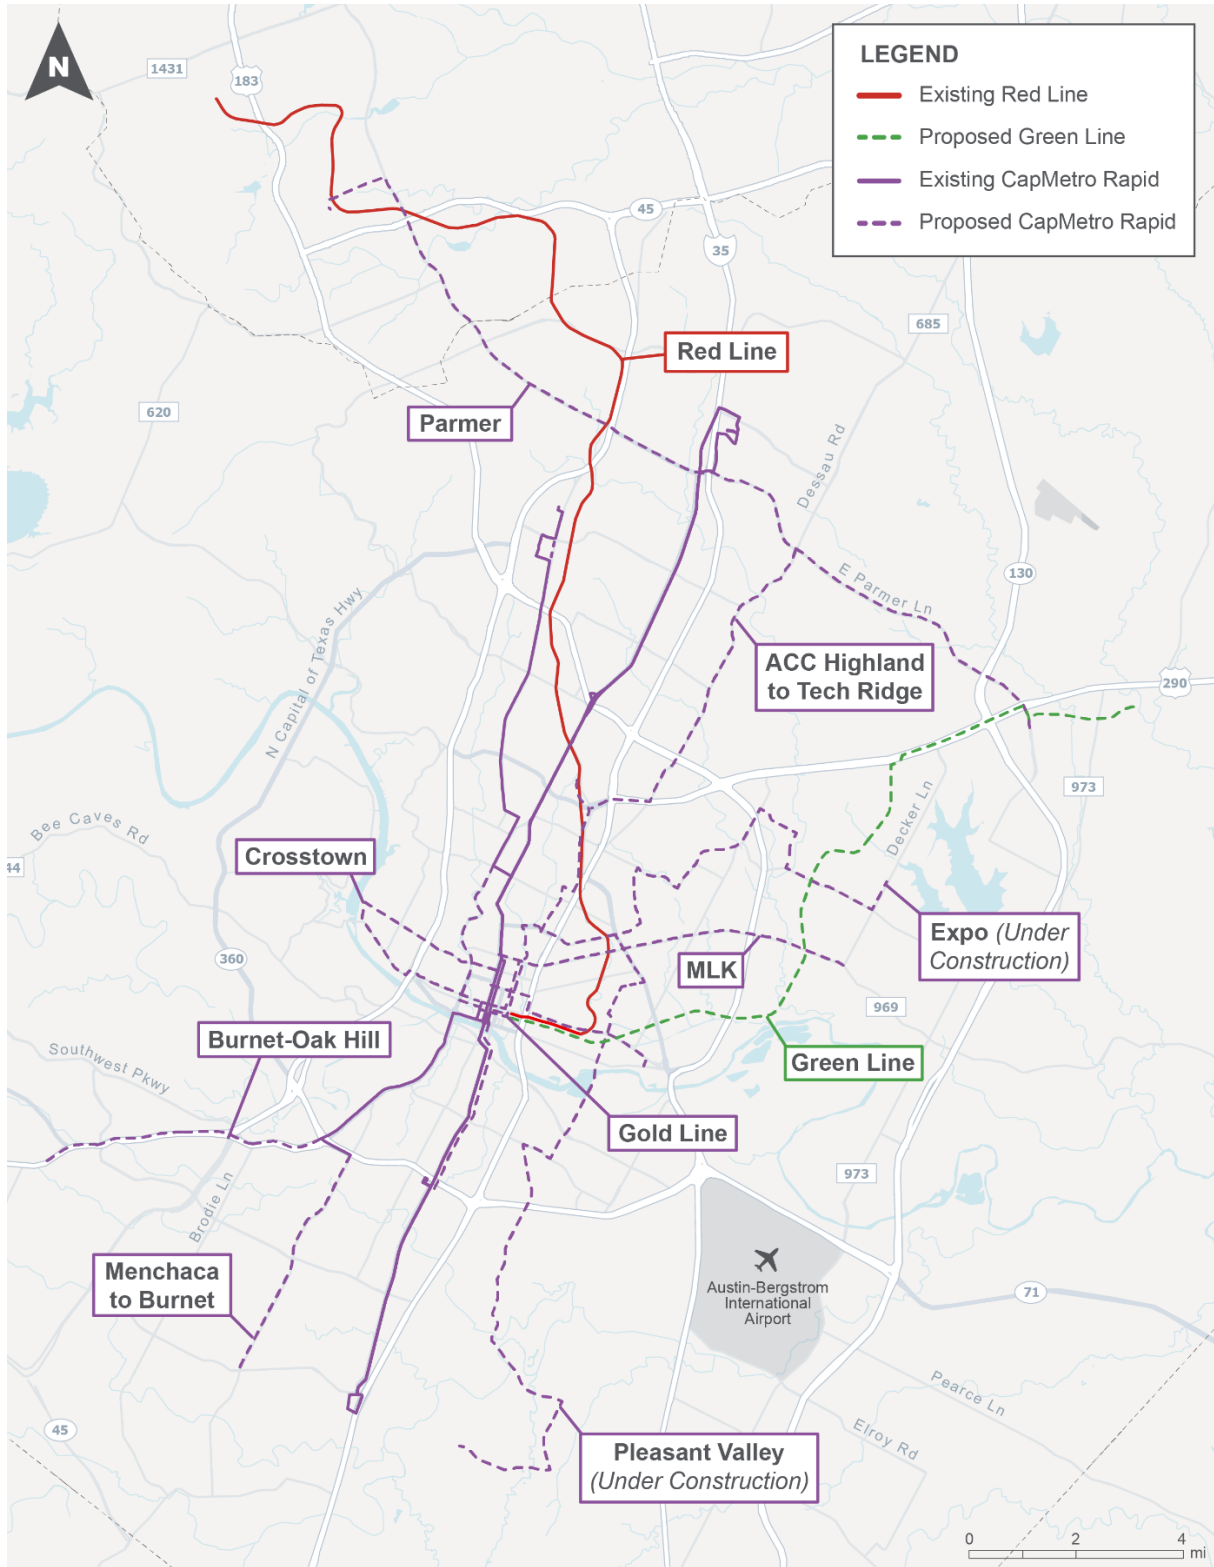 N
1431
183
LEGEND
Existing Red Line
Proposed Green Line
Existing CapMetro Rapid
Proposed CapMetro Rapid
45
35
685
Red Line
620
Parmer
Dessau Rd
130
E Parmer Ln
N Capital of Texas Hwy
ACC Highland
to Tech Ridge
290
973
Decker Ln
Bee Caves Rd
Crosstown
44
Expo (Under
Construction)
360
MLK
969
Burnet-Oak Hill
Southwest Pkwy
Green Line
Gold Line
973
Brodie Ln
Menchaca
to Burnet
Austin-Bergstrom
International
Airport
71
Pearce Ln
Elroy Rd
45
Pleasant Valley
(Under Construction)
0 2 4
mi